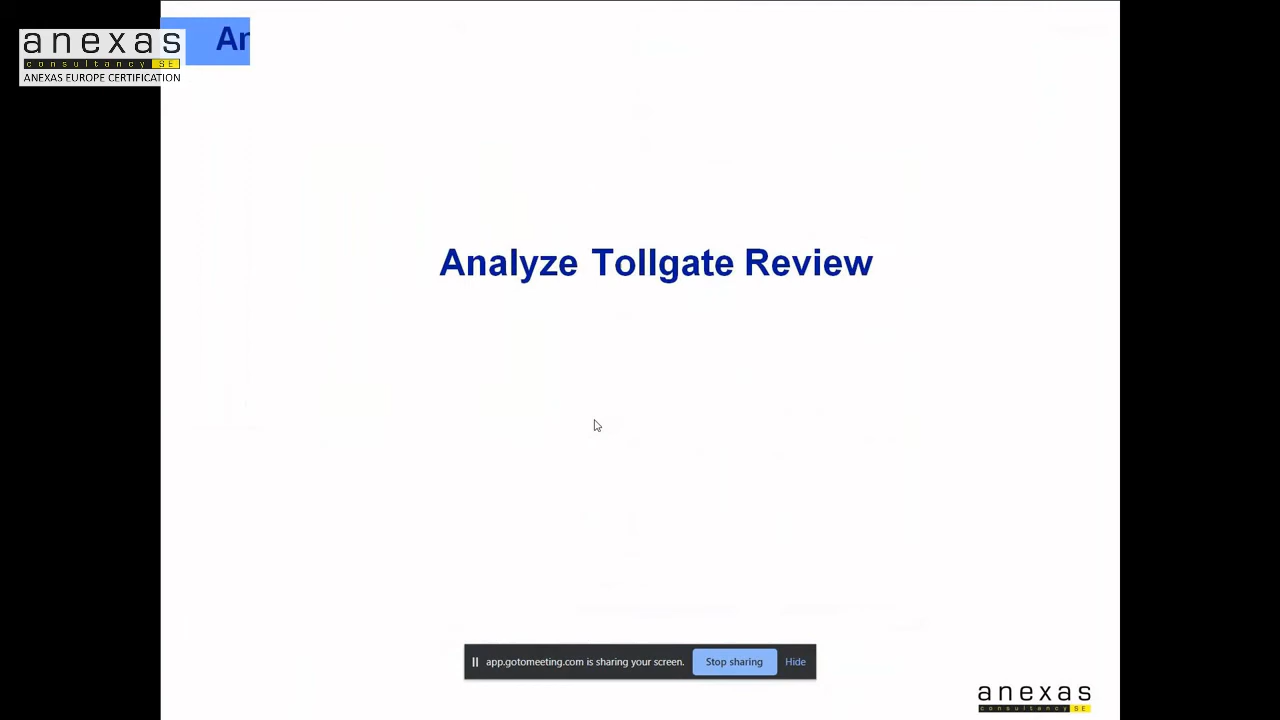 An
anexas
consultancy SE
ANEXAS EUROPE CERTIFICATION
Analyze Tollgate Review
app.gotomeeting.com is sharing your screen. Stop sharing Hide
anexas
consultancy SE